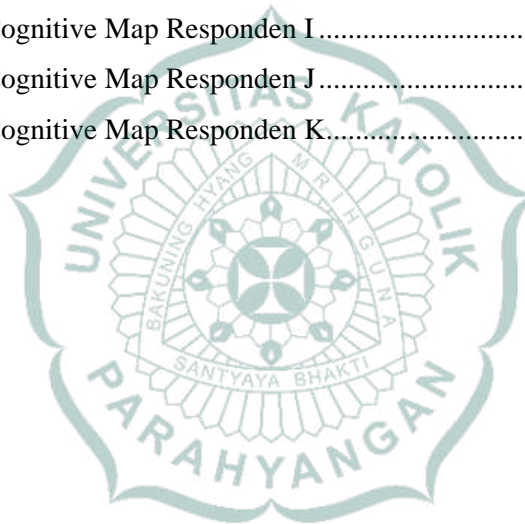 ognitive Map Responden I..............................
ognitive Map Responden J..............................
ognitive Map Responden K.............................
UNIVERSITAS KATOLIK
PARAHYANGAN
BAKUNING HYANG MRIH GUNA
SANTYAYA BHAKTI